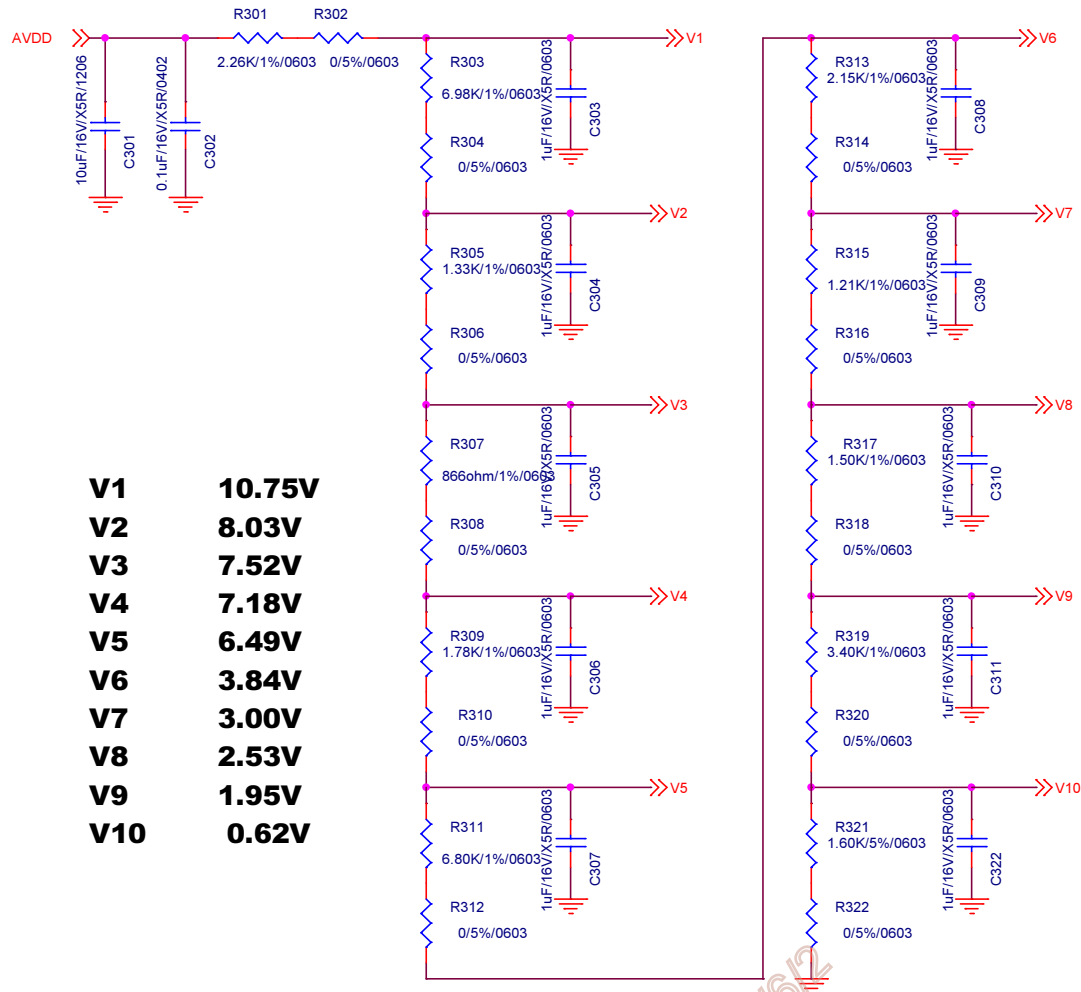 AVDD
R301
R302
2.26K/1%/0603
0/5%/0603
10uF/16V/X5R/1206
C301
0.1uF/16V/X5R/0402
C302
V1
R303
6.98K/1%/0603
R304
0/5%/0603
1uF/16V/X5R/0603
C303
V2
R305
1.33K/1%/0603
R306
0/5%/0603
1uF/16V/X5R/0603
C304
V3
R307
866ohm/1%/0603
R308
0/5%/0603
1uF/16V/X5R/0603
C305
V4
R309
1.78K/1%/0603
R310
0/5%/0603
1uF/16V/X5R/0603
C306
V5
R311
6.80K/1%/0603
R312
0/5%/0603
1uF/16V/X5R/0603
C307
V6
R313
2.15K/1%/0603
R314
0/5%/0603
1uF/16V/X5R/0603
C308
V7
R315
1.21K/1%/0603
R316
0/5%/0603
1uF/16V/X5R/0603
C309
V8
R317
1.50K/1%/0603
R318
0/5%/0603
1uF/16V/X5R/0603
C310
V9
R319
3.40K/1%/0603
R320
0/5%/0603
1uF/16V/X5R/0603
C311
V10
R321
1.60K/5%/0603
R322
0/5%/0603
1uF/16V/X5R/0603
C322
V1 10.75V
V2 8.03V
V3 7.52V
V4 7.18V
V5 6.49V
V6 3.84V
V7 3.00V
V8 2.53V
V9 1.95V
V10 0.62V